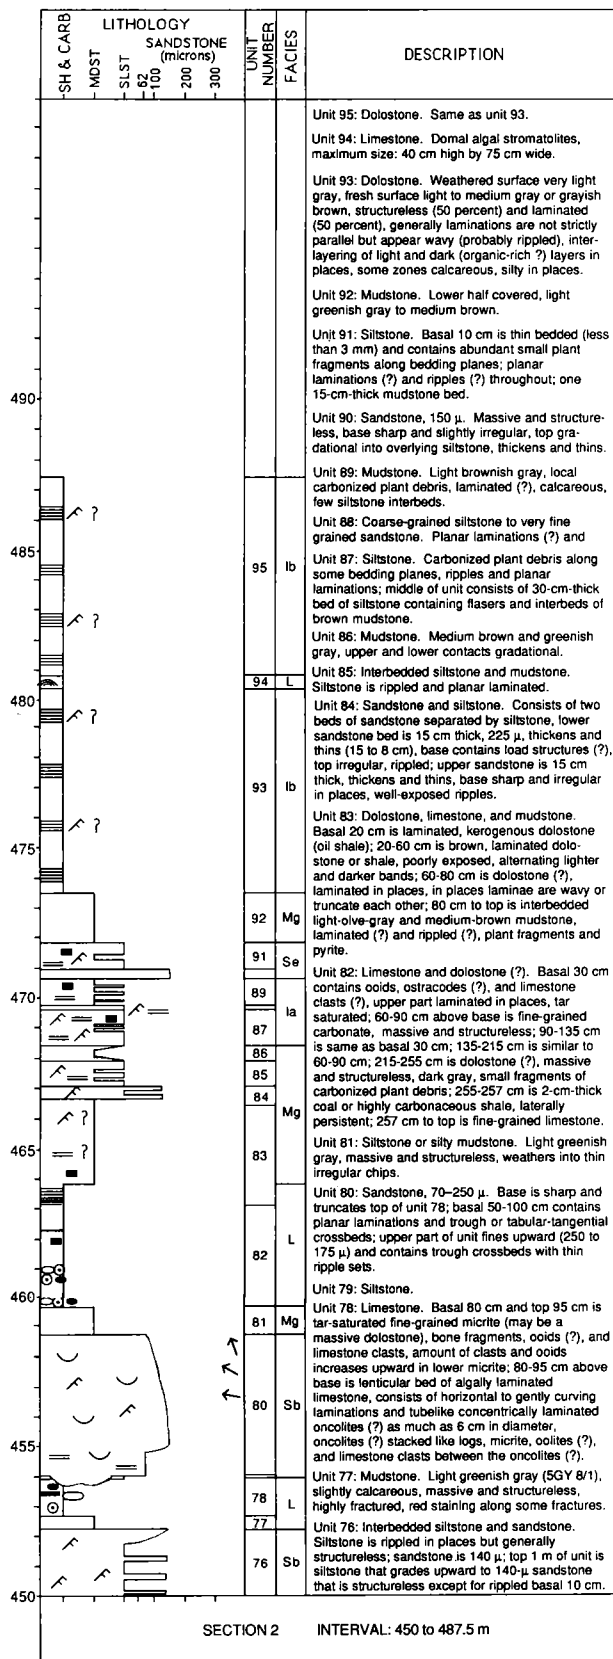 LITHOLOGY
SH & CARB
MDST
SLST
SANDSTONE
(microns)
62
100
200
300
UNIT
NUMBER
FACIES
DESCRIPTION
Unit 95: Dolostone. Same as unit 93.
Unit 94: Limestone. Domal algal stromatolites,
maximum size: 40 cm high by 75 cm wide.
Unit 93: Dolostone. Weathered surface very light
gray, fresh surface light to medium gray or grayish
brown, structureless (50 percent) and laminated
(50 percent), generally laminations are not strictly
parallel but appear wavy (probably rippled), inter-
layering of light and dark (organic-rich ?) layers in
places, some zones calcareous, silty in places.
Unit 92: Mudstone. Lower half covered, light
greenish gray to medium brown.
Unit 91: Siltstone. Basal 10 cm is thin bedded (less
than 3 mm) and contains abundant small plant
fragments along bedding planes; planar
laminations (?) and ripples (?) throughout; one
15-cm-thick mudstone bed.
Unit 90: Sandstone, 150 µ. Massive and structure-
less, base sharp and slightly irregular, top gra-
dational into overlying siltstone, thickens and thins.
Unit 89: Mudstone. Light brownish gray, local
carbonized plant debris, laminated (?), calcareous,
few siltstone interbeds.
Unit 88: Coarse-grained siltstone to very fine
grained sandstone. Planar laminations (?) and
Unit 87: Siltstone. Carbonized plant debris along
some bedding planes, ripples and planar
laminations; middle of unit consists of 30-cm-thick
bed of siltstone containing flasers and interbeds of
brown mudstone.
Unit 86: Mudstone. Medium brown and greenish
gray, upper and lower contacts gradational.
Unit 85: Interbedded siltstone and mudstone.
Siltstone is rippled and planar laminated.
Unit 84: Sandstone and siltstone. Consists of two
beds of sandstone separated by siltstone, lower
sandstone bed is 15 cm thick, 225 µ, thickens and
thins (15 to 8 cm), base contains load structures (?),
top irregular, rippled; upper sandstone is 15 cm
thick, thickens and thins, base sharp and irregular
in places, well-exposed ripples.
Unit 83: Dolostone, limestone, and mudstone.
Basal 20 cm is laminated, kerogenous dolostone
(oil shale); 20-60 cm is brown, laminated dolo-
stone or shale, poorly exposed, alternating lighter
and darker bands; 60-80 cm is dolostone (?),
laminated in places, in places laminae are wavy or
truncate each other; 80 cm to top is interbedded
light-olve-gray and medium-brown mudstone,
laminated (?) and rippled (?), plant fragments and
pyrite.
Unit 82: Limestone and dolostone (?). Basal 30 cm
contains ooids, ostracodes (?), and limestone
clasts (?), upper part laminated in places, tar
saturated; 60-90 cm above base is fine-grained
carbonate, massive and structureless; 90-135 cm
is same as basal 30 cm; 135-215 cm is similar to
60-90 cm; 215-255 cm is dolostone (?), massive
and structureless, dark gray, small fragments of
carbonized plant debris; 255-257 cm is 2-cm-thick
coal or highly carbonaceous shale, laterally
persistent; 257 cm to top is fine-grained limestone.
Unit 81: Siltstone or silty mudstone. Light greenish
gray, massive and structureless, weathers into thin
irregular chips.
Unit 80: Sandstone, 70–250 µ. Base is sharp and
truncates top of unit 78; basal 50-100 cm contains
planar laminations and trough or tabular-tangential
crossbeds; upper part of unit fines upward (250 to
175 µ) and contains trough crossbeds with thin
ripple sets.
Unit 79: Siltstone.
Unit 78: Limestone. Basal 80 cm and top 95 cm is
tar-saturated fine-grained micrite (may be a
massive dolostone), bone fragments, ooids (?), and
limestone clasts, amount of clasts and ooids
increases upward in lower micrite; 80-95 cm above
base is lenticular bed of algally laminated
limestone, consists of horizontal to gently curving
laminations and tubelike concentrically laminated
oncolites (?) as much as 6 cm in diameter,
oncolites (?) stacked like logs, micrite, oolites (?),
and limestone clasts between the oncolites (?).
Unit 77: Mudstone. Light greenish gray (5GY 8/1),
slightly calcareous, massive and structureless,
highly fractured, red staining along some fractures.
Unit 76: Interbedded siltstone and sandstone.
Siltstone is rippled in places but generally
structureless; sandstone is 140 µ; top 1 m of unit is
siltstone that grades upward to 140-µ sandstone
that is structureless except for rippled basal 10 cm.
490
485
480
475
470
465
460
455
450
?
?
?
?
?
?
95
94
93
92
91
89
87
86
85
84
83
82
81
80
78
77
76
Ib
L
Ib
Mg
Se
Ia
Mg
L
Mg
Sb
L
Sb
SECTION 2 INTERVAL: 450 to 487.5 m